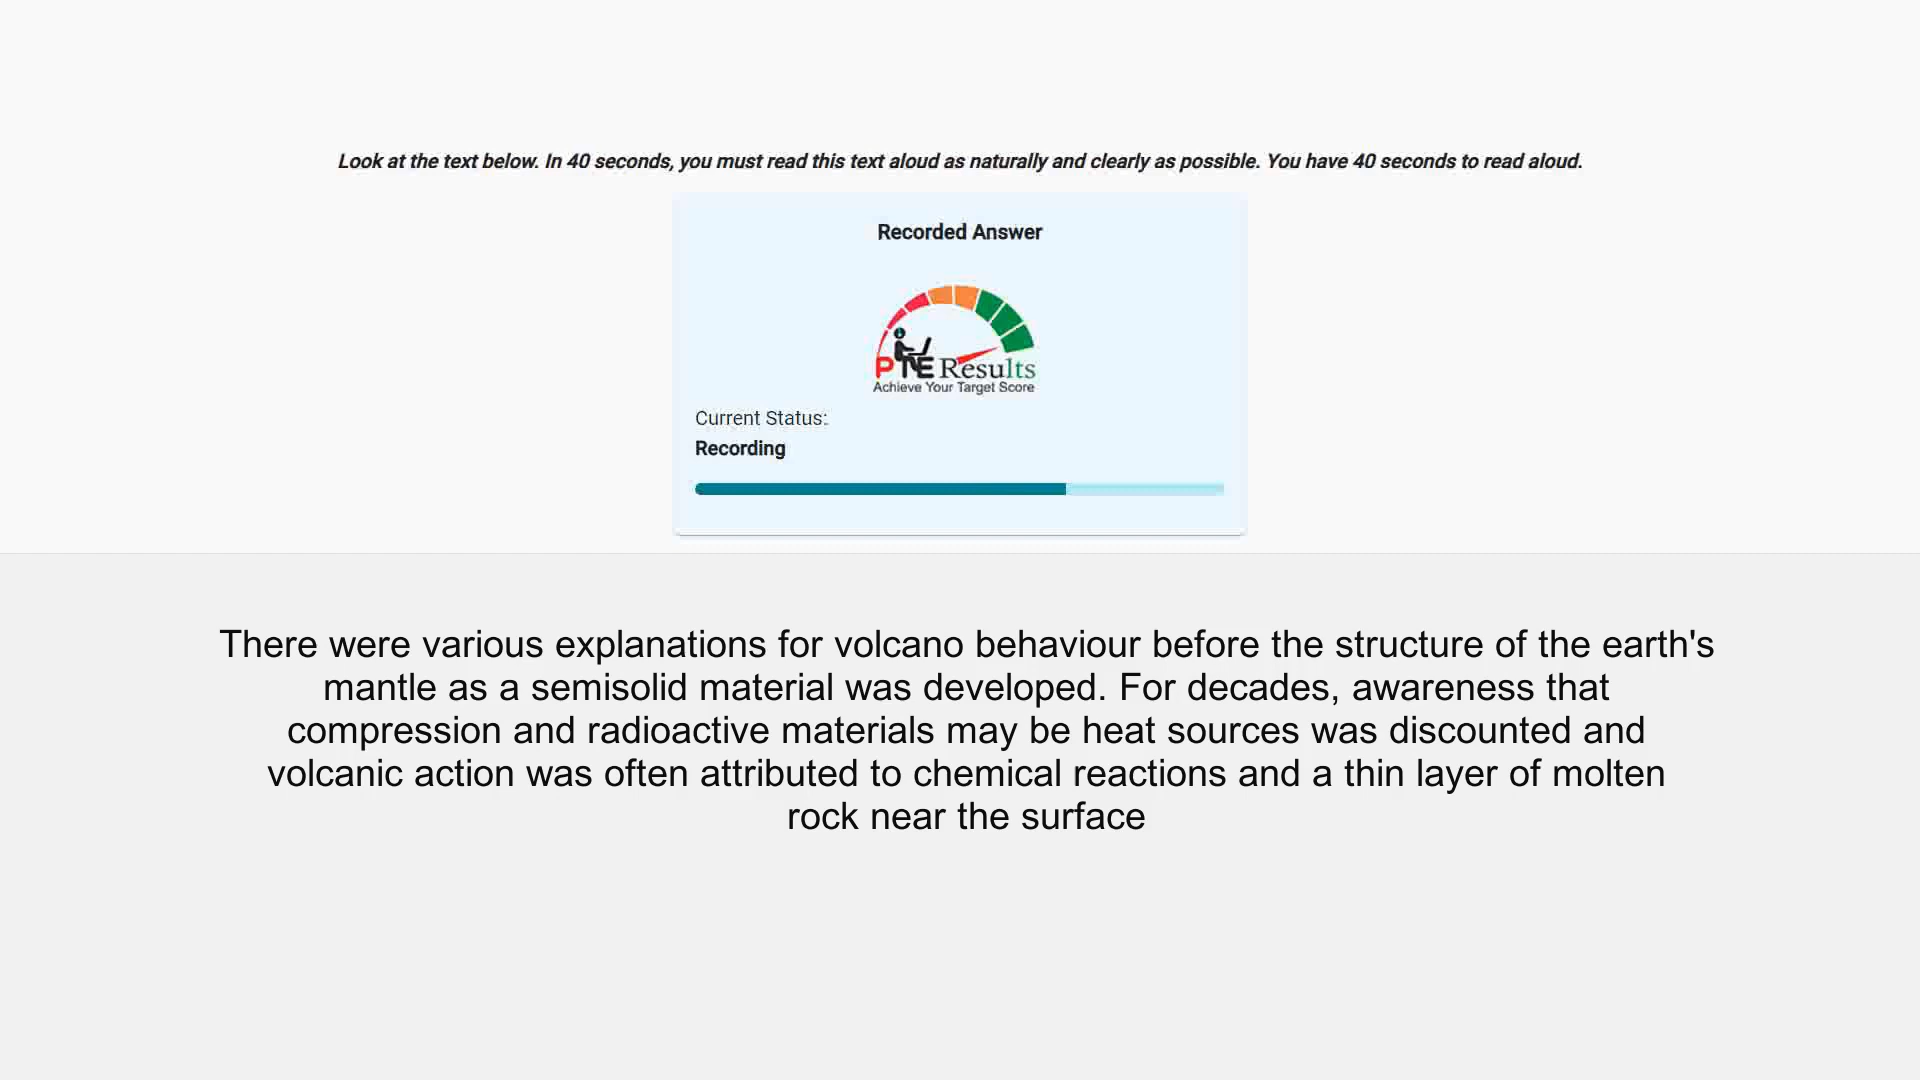 Look at the text below. In 40 seconds, you must read this text aloud as naturally and clearly as possible. You have 40 seconds to read aloud.
Recorded Answer
PTE Results
Achieve Your Target Score
Current Status:
Recording
There were various explanations for volcano behaviour before the structure of the earth's
mantle as a semisolid material was developed. For decades, awareness that
compression and radioactive materials may be heat sources was discounted and
volcanic action was often attributed to chemical reactions and a thin layer of molten
rock near the surface